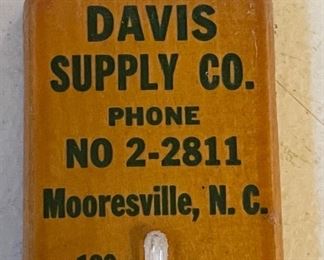 DAVIS
SUPPLY CO.
PHONE
NO 2-2811
Mooresville, N. C.